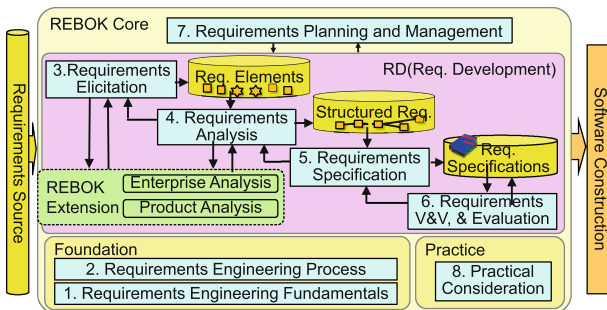 REBOK Core
7. Requirements Planning and Management
RD(Req. Development)
3.Requirements
Elicitation
Req. Elements
4. Requirements
Analysis
Structured Req.
5. Requirements
Specification
Req.
Specifications
6. Requirements
V&V, & Evaluation
REBOK
Extension
Enterprise Analysis
Product Analysis
Requirements Source
Software Construction
Foundation
2. Requirements Engineering Process
1. Requirements Engineering Fundamentals
Practice
8. Practical
Consideration